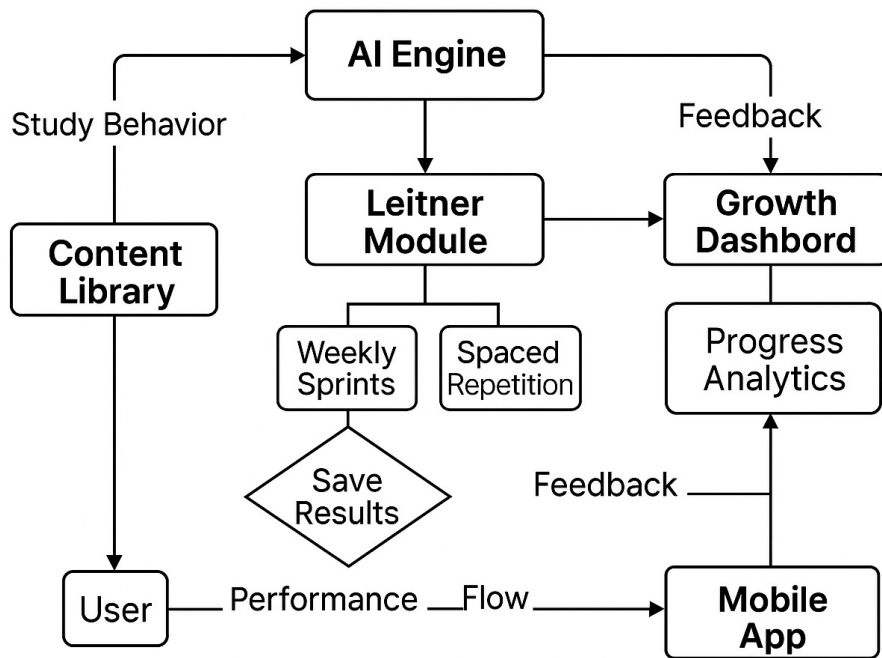 AI Engine
Study Behavior
Feedback
Leitner
Module
Growth
Dashbord
Content
Library
Weekly
Sprints
Spaced
Repetition
Progress
Analytics
Save
Results
Feedback
User
Performance Flow
Mobile
App